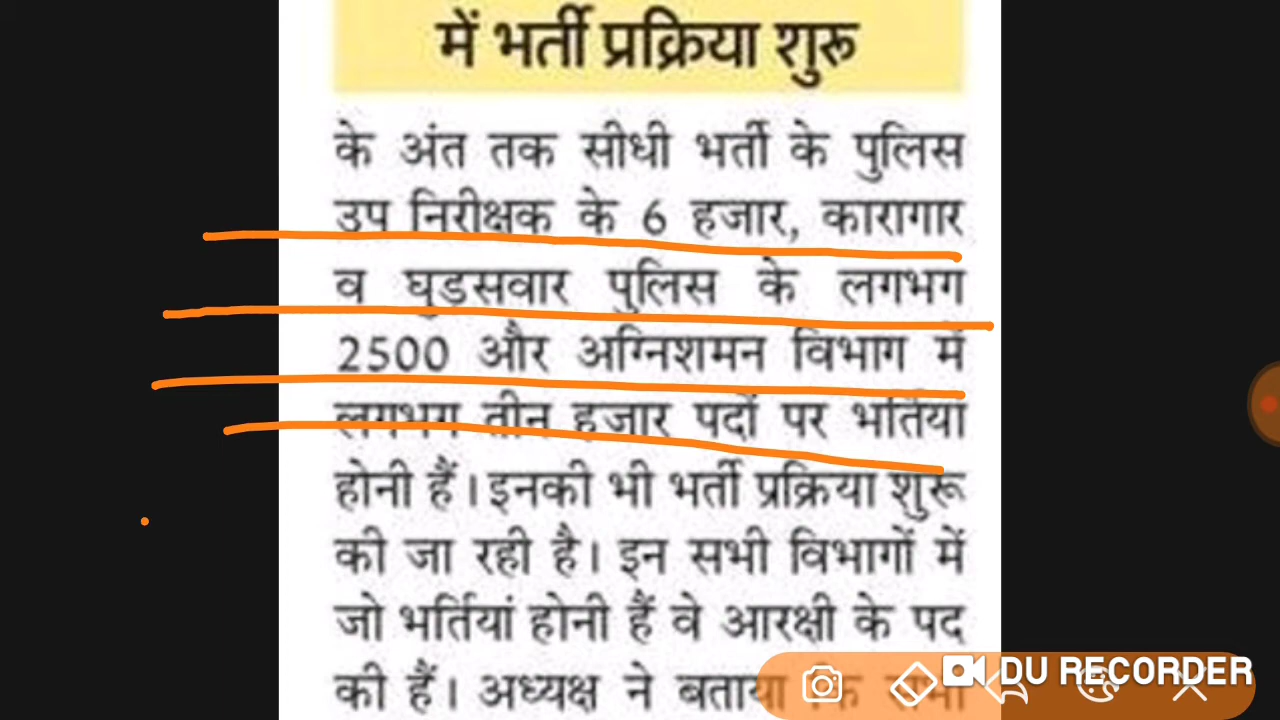 में भर्ती प्रक्रिया शुरू
के अंत तक सीधी भर्ती के पुलिस
उप निरीक्षक के 6 हजार, कारागार
व घुडसवार पुलिस के लगभग
2500 और अग्निशमन विभाग में
लगभग तीन हजार पदों पर भर्तियां
होनी हैं। इनकी भी भर्ती प्रक्रिया शुरू
की जा रही है। इन सभी विभागों में
जो भर्तियां होनी हैं वे आरक्षी के पद
की हैं। अध्यक्ष ने बताया कि सभी
DU RECORDER